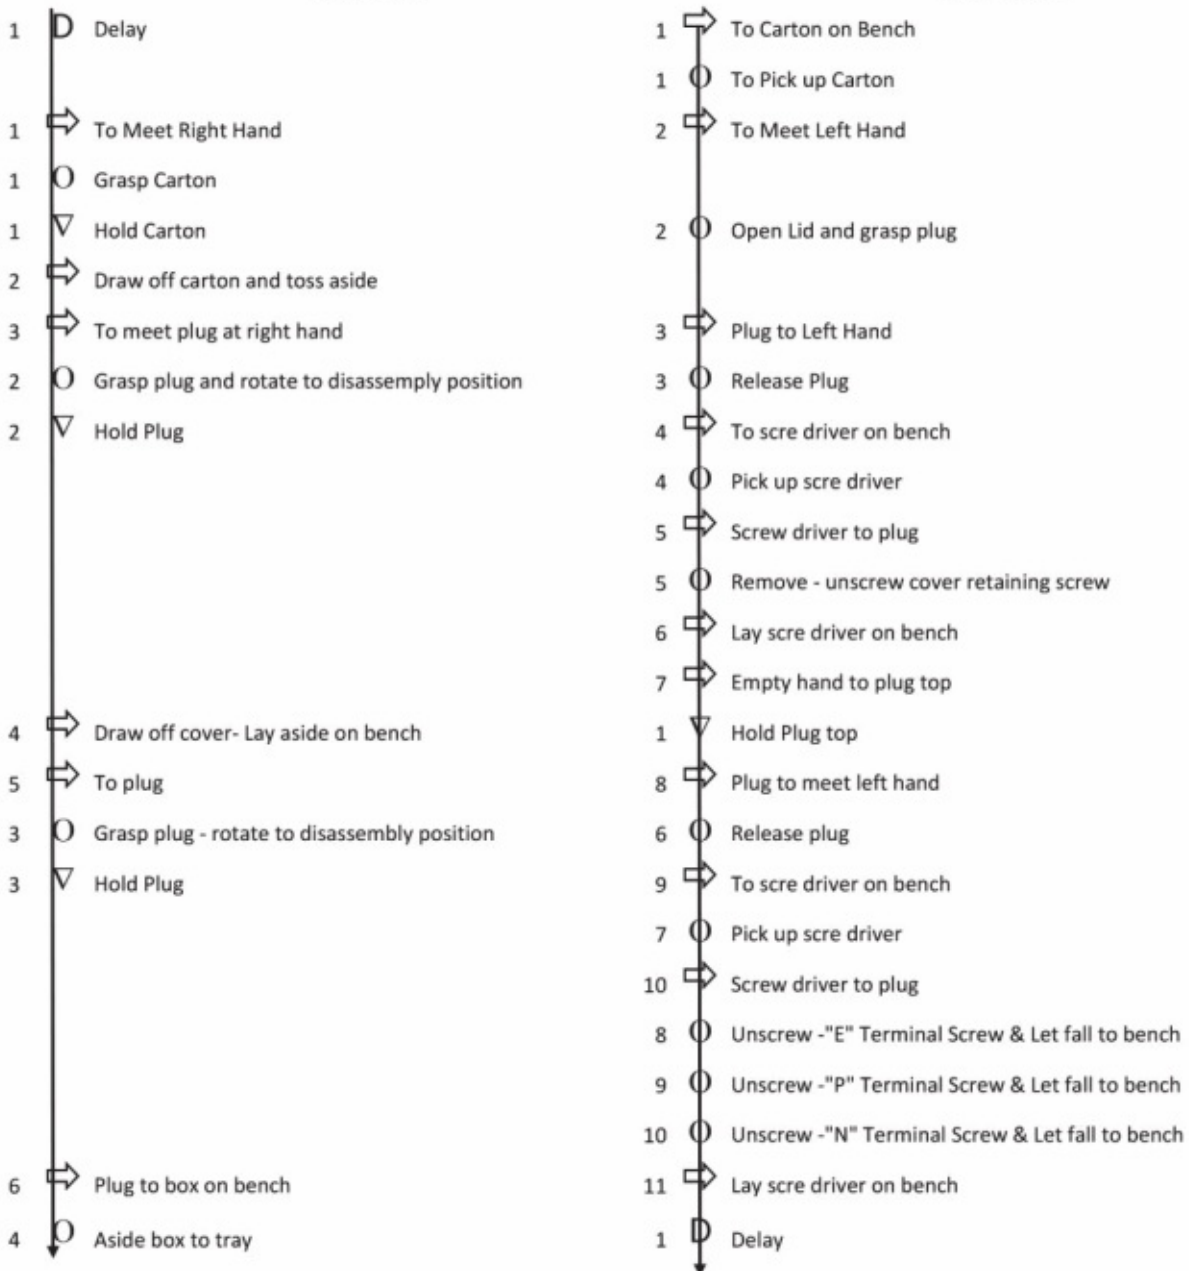 1 D Delay 1 To Carton on Bench
1 O To Pick up Carton
1 To Meet Right Hand 2 To Meet Left Hand
1 O Grasp Carton
1 Hold Carton 2 O Open Lid and grasp plug
2 Draw off carton and toss aside
3 To meet plug at right hand 3 Plug to Left Hand
2 O Grasp plug and rotate to disassemply position 3 O Release Plug
2 Hold Plug 4 To scre driver on bench
4 O Pick up scre driver
5 Screw driver to plug
5 O Remove - unscrew cover retaining screw
6 Lay scre driver on bench
7 Empty hand to plug top
4 Draw off cover- Lay aside on bench 1 Hold Plug top
5 To plug 8 Plug to meet left hand
3 O Grasp plug - rotate to disassembly position 6 O Release plug
3 Hold Plug 9 To scre driver on bench
7 O Pick up scre driver
10 Screw driver to plug
8 O Unscrew -"E" Terminal Screw & Let fall to bench
9 O Unscrew -"P" Terminal Screw & Let fall to bench
10 O Unscrew -"N" Terminal Screw & Let fall to bench
6 Plug to box on bench 11 Lay scre driver on bench
4 O Aside box to tray 1 D Delay